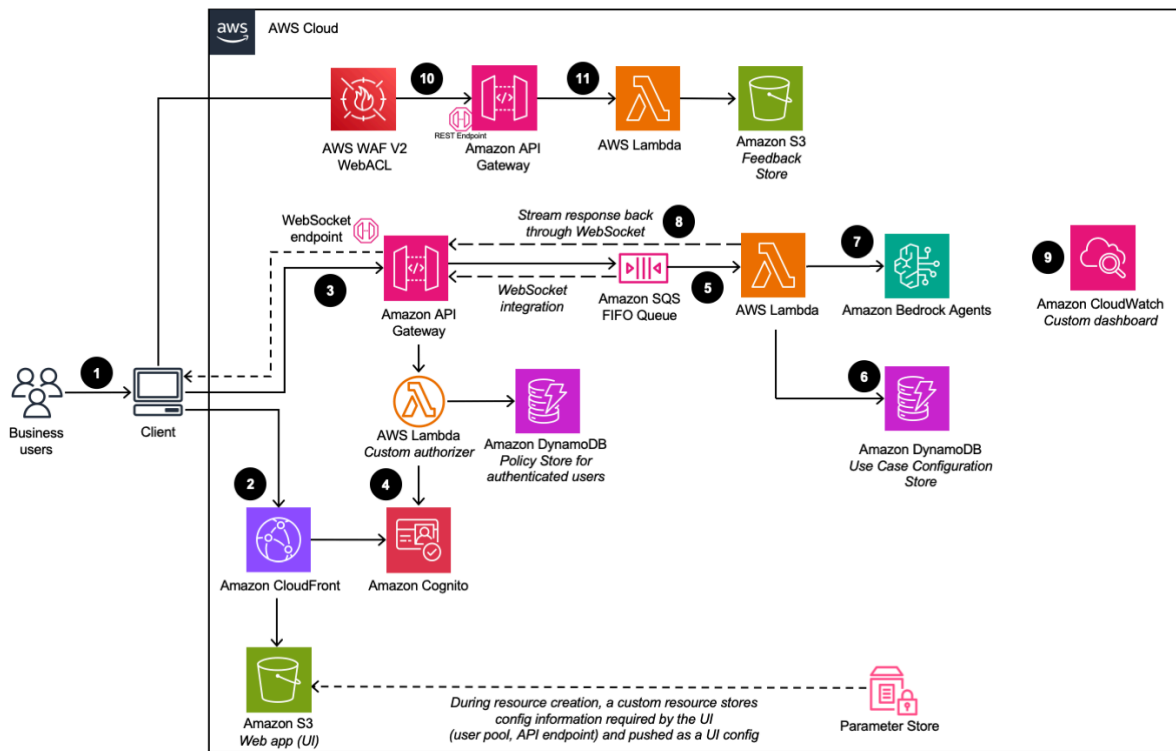 aws
AWS Cloud
10
11
REST Endpoint
AWS WAF V2
WebACL
Amazon API
Gateway
AWS Lambda
Amazon S3
Feedback
Store
WebSocket
endpoint
Stream response back
through WebSocket
8
7
9
3
5
WebSocket
integration
Amazon API
Gateway
Amazon SQS
FIFO Queue
AWS Lambda
Amazon Bedrock Agents
Amazon CloudWatch
Custom dashboard
1
Business
users
Client
6
AWS Lambda
Custom authorizer
Amazon DynamoDB
Policy Store for
authenticated users
Amazon DynamoDB
Use Case Configuration
Store
2
4
Amazon CloudFront
Amazon Cognito
During resource creation, a custom resource stores
config information required by the UI
(user pool, API endpoint) and pushed as a UI config
Amazon S3
Web app (UI)
Parameter Store